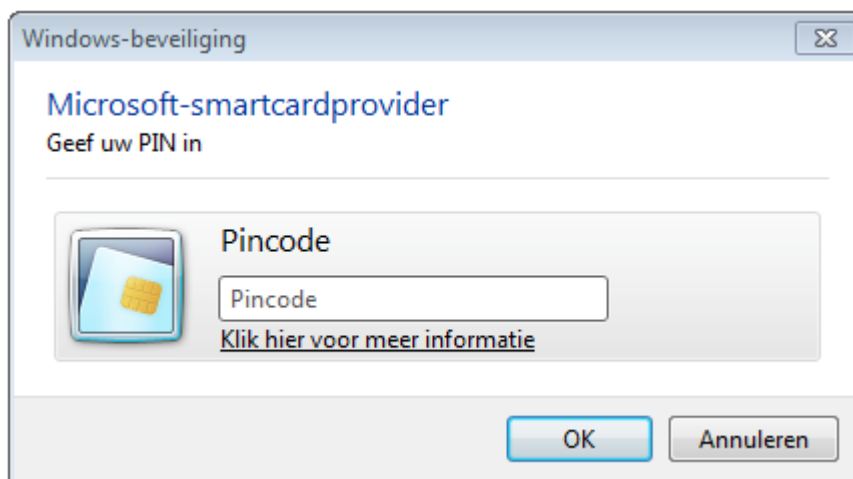 Windows-beveiliging
Microsoft-smartcardprovider
Geef uw PIN in
Pincode
Pincode
Klik hier voor meer informatie
OK
Annuleren